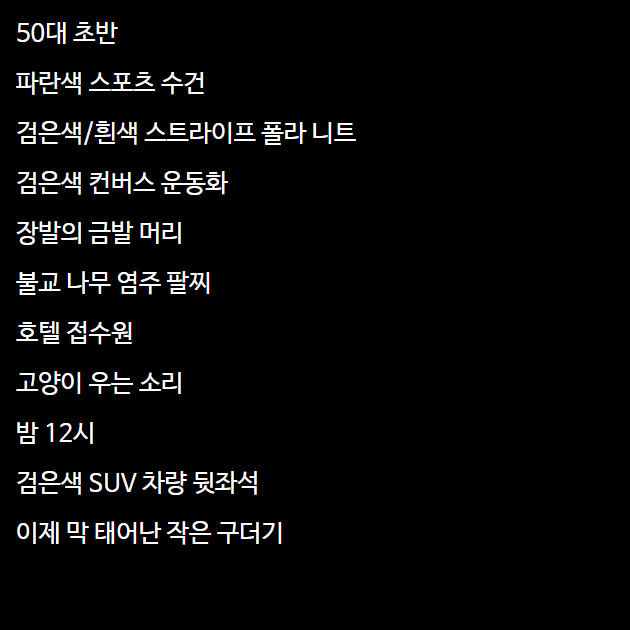 50대 초반
파란색 스포츠 수건
검은색/흰색 스트라이프 폴라 니트
검은색 컨버스 운동화
장발의 금발 머리
불교 나무 염주 팔찌
호텔 접수원
고양이 우는 소리
밤 12시
검은색 SUV 차량 뒷좌석
이제 막 태어난 작은 구더기